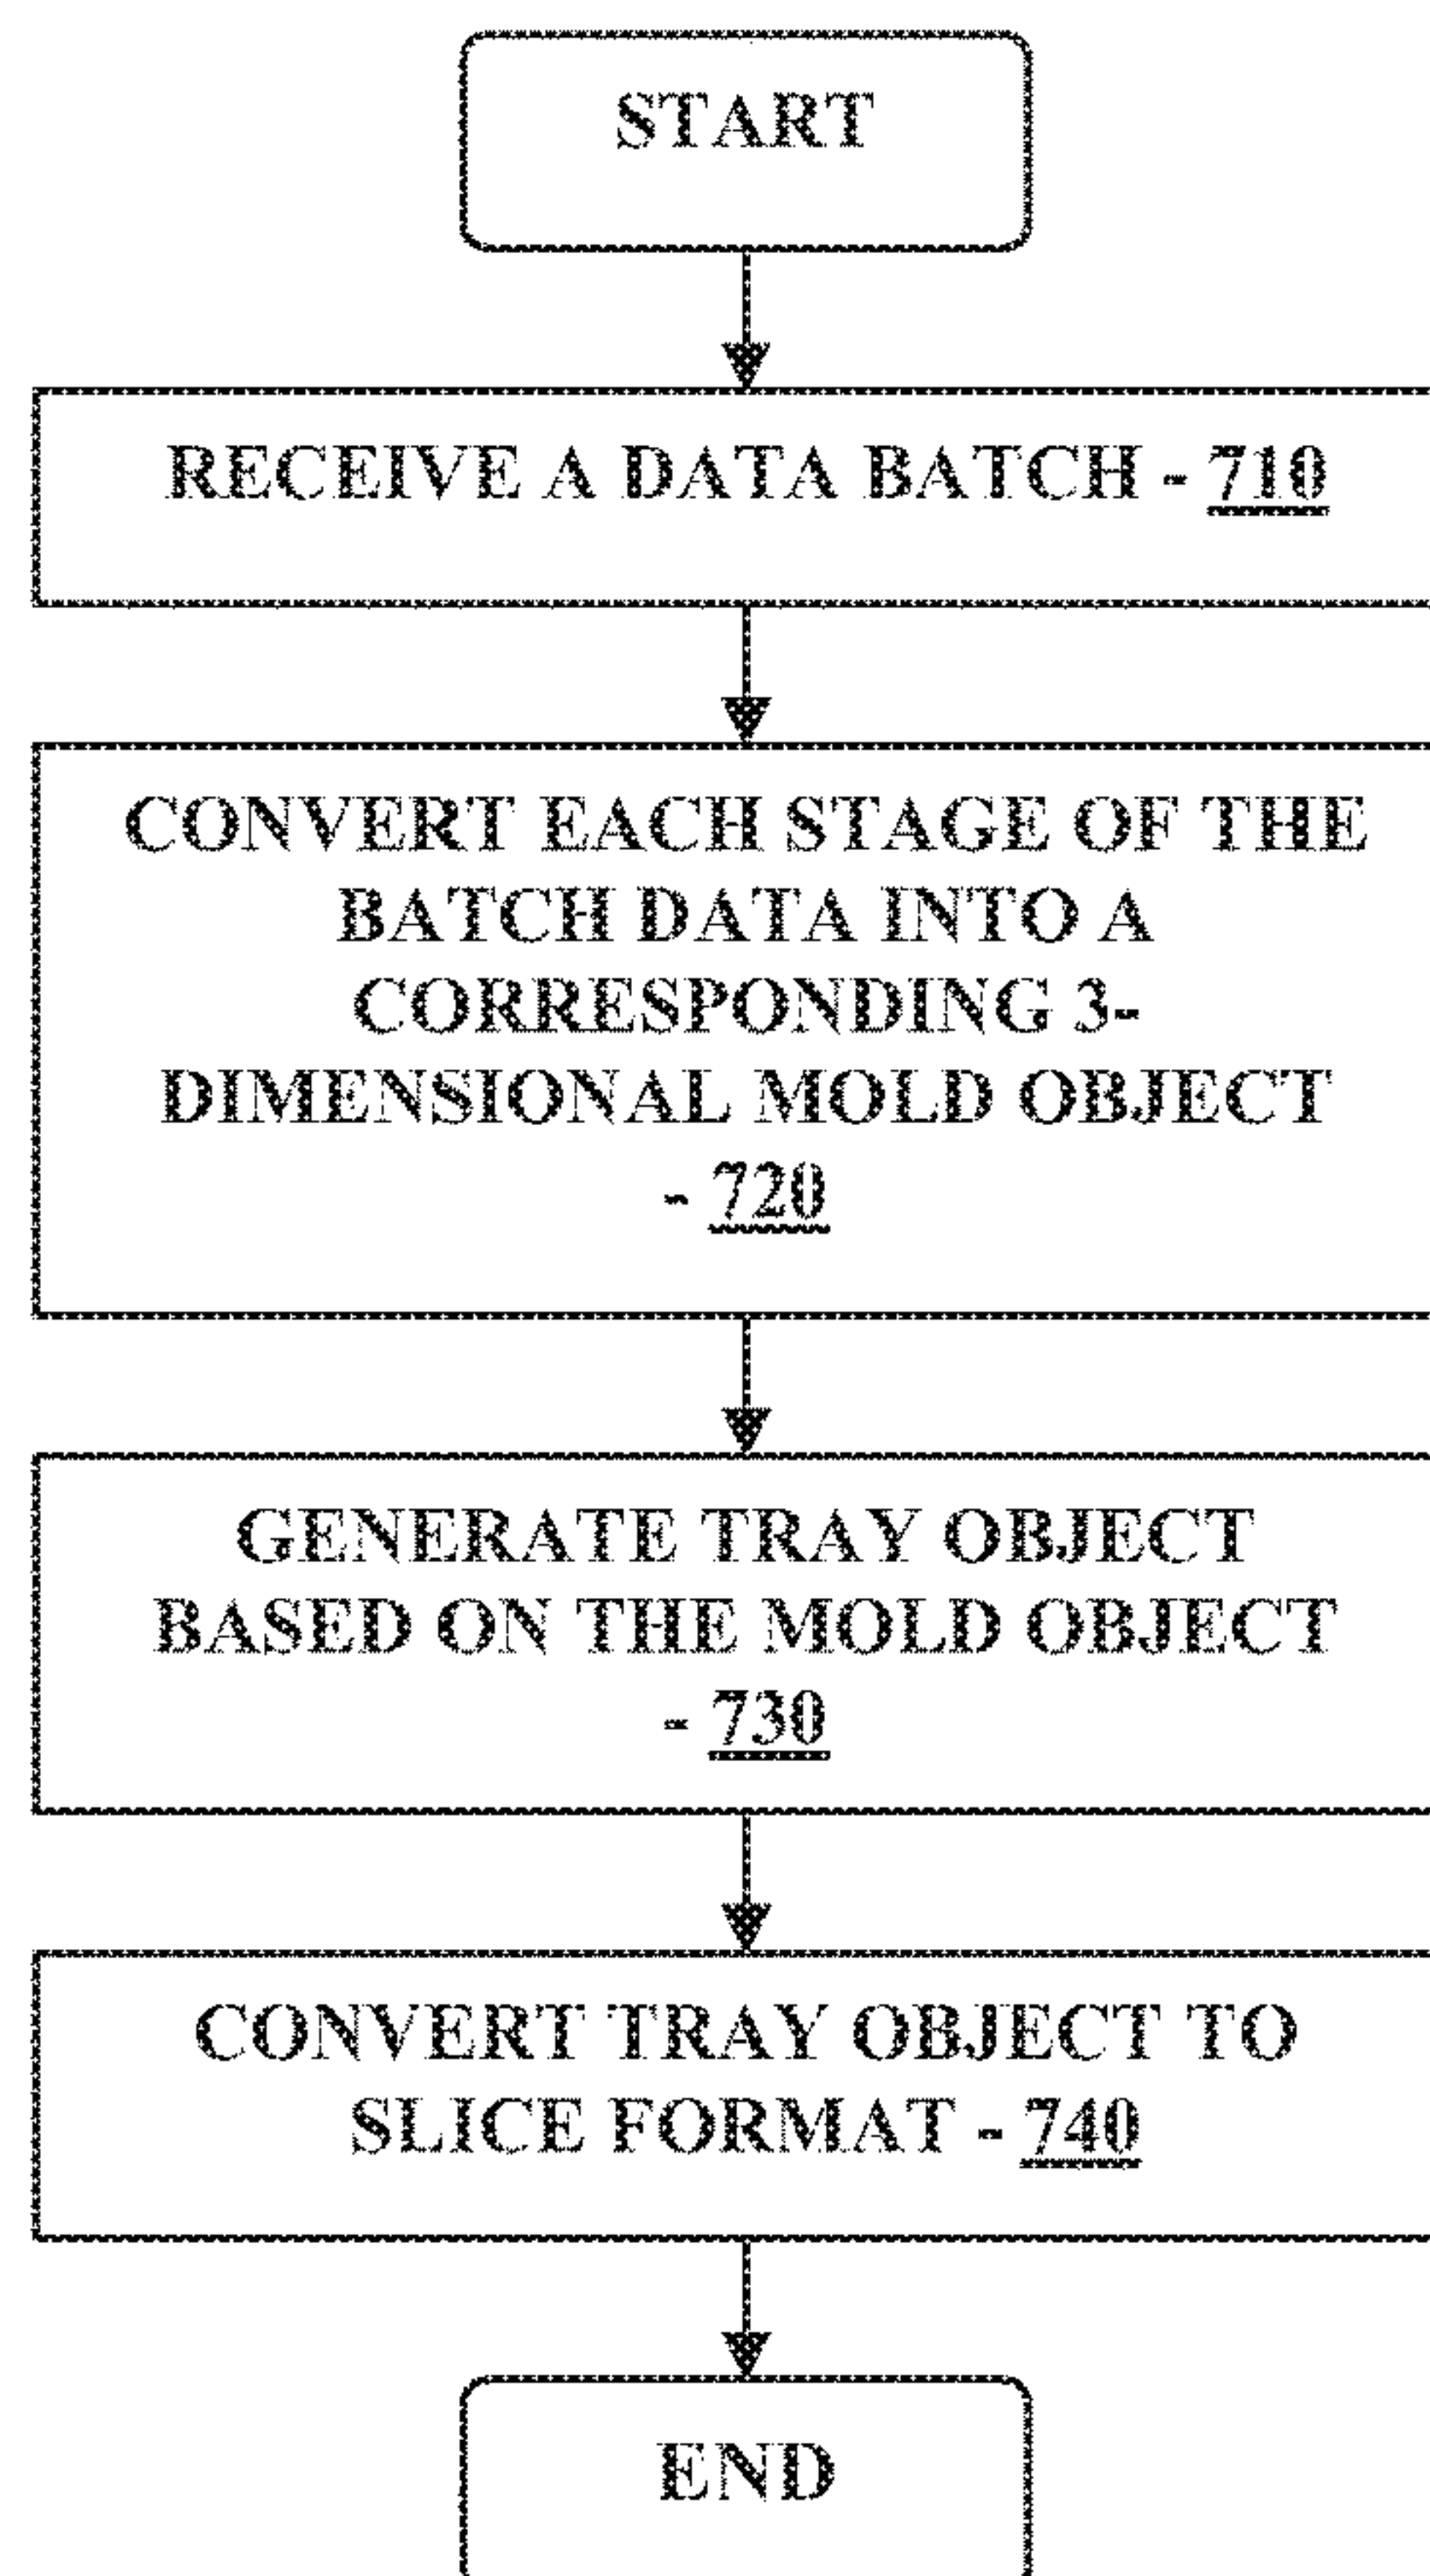 START
RECEIVE A DATA BATCH - 710
CONVERT EACH STAGE OF THE
BATCH DATA INTO A
CORRESPONDING 3-
DIMENSIONAL MOLD OBJECT
- 720
GENERATE TRAY OBJECT
BASED ON THE MOLD OBJECT
- 730
CONVERT TRAY OBJECT TO
SLICE FORMAT - 740
END